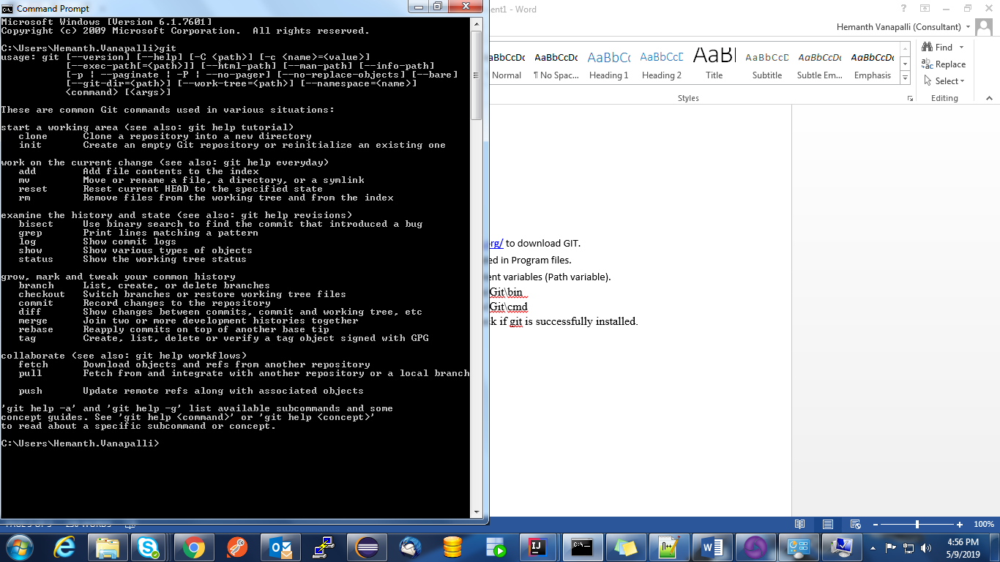 Command Prompt
Microsoft Windows [Version 6.1.7601]
Copyright (c) 2009 Microsoft Corporation.  All rights reserved.
C:\Users\Hemanth.Vanapalli>git
usage: git [--version] [--help] [-C <path>] [-c <name>=<value>]
           [--exec-path[=<path>]] [--html-path] [--man-path] [--info-path]
           [-p ¦ --paginate ¦ -P ¦ --no-pager] [--no-replace-objects] [--bare]
           [--git-dir=<path>] [--work-tree=<path>] [--namespace=<name>]
           <command> [<args>]
These are common Git commands used in various situations:
start a working area (see also: git help tutorial)
   clone      Clone a repository into a new directory
   init       Create an empty Git repository or reinitialize an existing one
work on the current change (see also: git help everyday)
   add        Add file contents to the index
   mv         Move or rename a file, a directory, or a symlink
   reset      Reset current HEAD to the specified state
   rm         Remove files from the working tree and from the index
examine the history and state (see also: git help revisions)
   bisect     Use binary search to find the commit that introduced a bug
   grep       Print lines matching a pattern
   log        Show commit logs
   show       Show various types of objects
   status     Show the working tree status
grow, mark and tweak your common history
   branch     List, create, or delete branches
   checkout   Switch branches or restore working tree files
   commit     Record changes to the repository
   diff       Show changes between commits, commit and working tree, etc
   merge      Join two or more development histories together
   rebase     Reapply commits on top of another base tip
   tag        Create, list, delete or verify a tag object signed with GPG
collaborate (see also: git help workflows)
   fetch      Download objects and refs from another repository
   pull       Fetch from and integrate with another repository or a local branch
   push       Update remote refs along with associated objects
'git help -a' and 'git help -g' list available subcommands and some
concept guides. See 'git help <command>' or 'git help <concept>'
to read about a specific subcommand or concept.
C:\Users\Hemanth.Vanapalli>
ent1 - Word
Hemanth Vanapalli (Consultant)
aBbCcDc AaBbCcDc AaBbCc AaBbCcD AaB AaBbCcD AaBbCcDc AaBbCcDc
Normal ¶ No Spac... Heading 1 Heading 2 Title Subtitle Subtle Em... Emphasis
Styles
Find
Replace
Select
Editing
rg/ to download GIT.
ed in Program files.
ent variables (Path variable).
Git\bin
Git\cmd
k if git is successfully installed.
100%
4:56 PM
5/9/2019